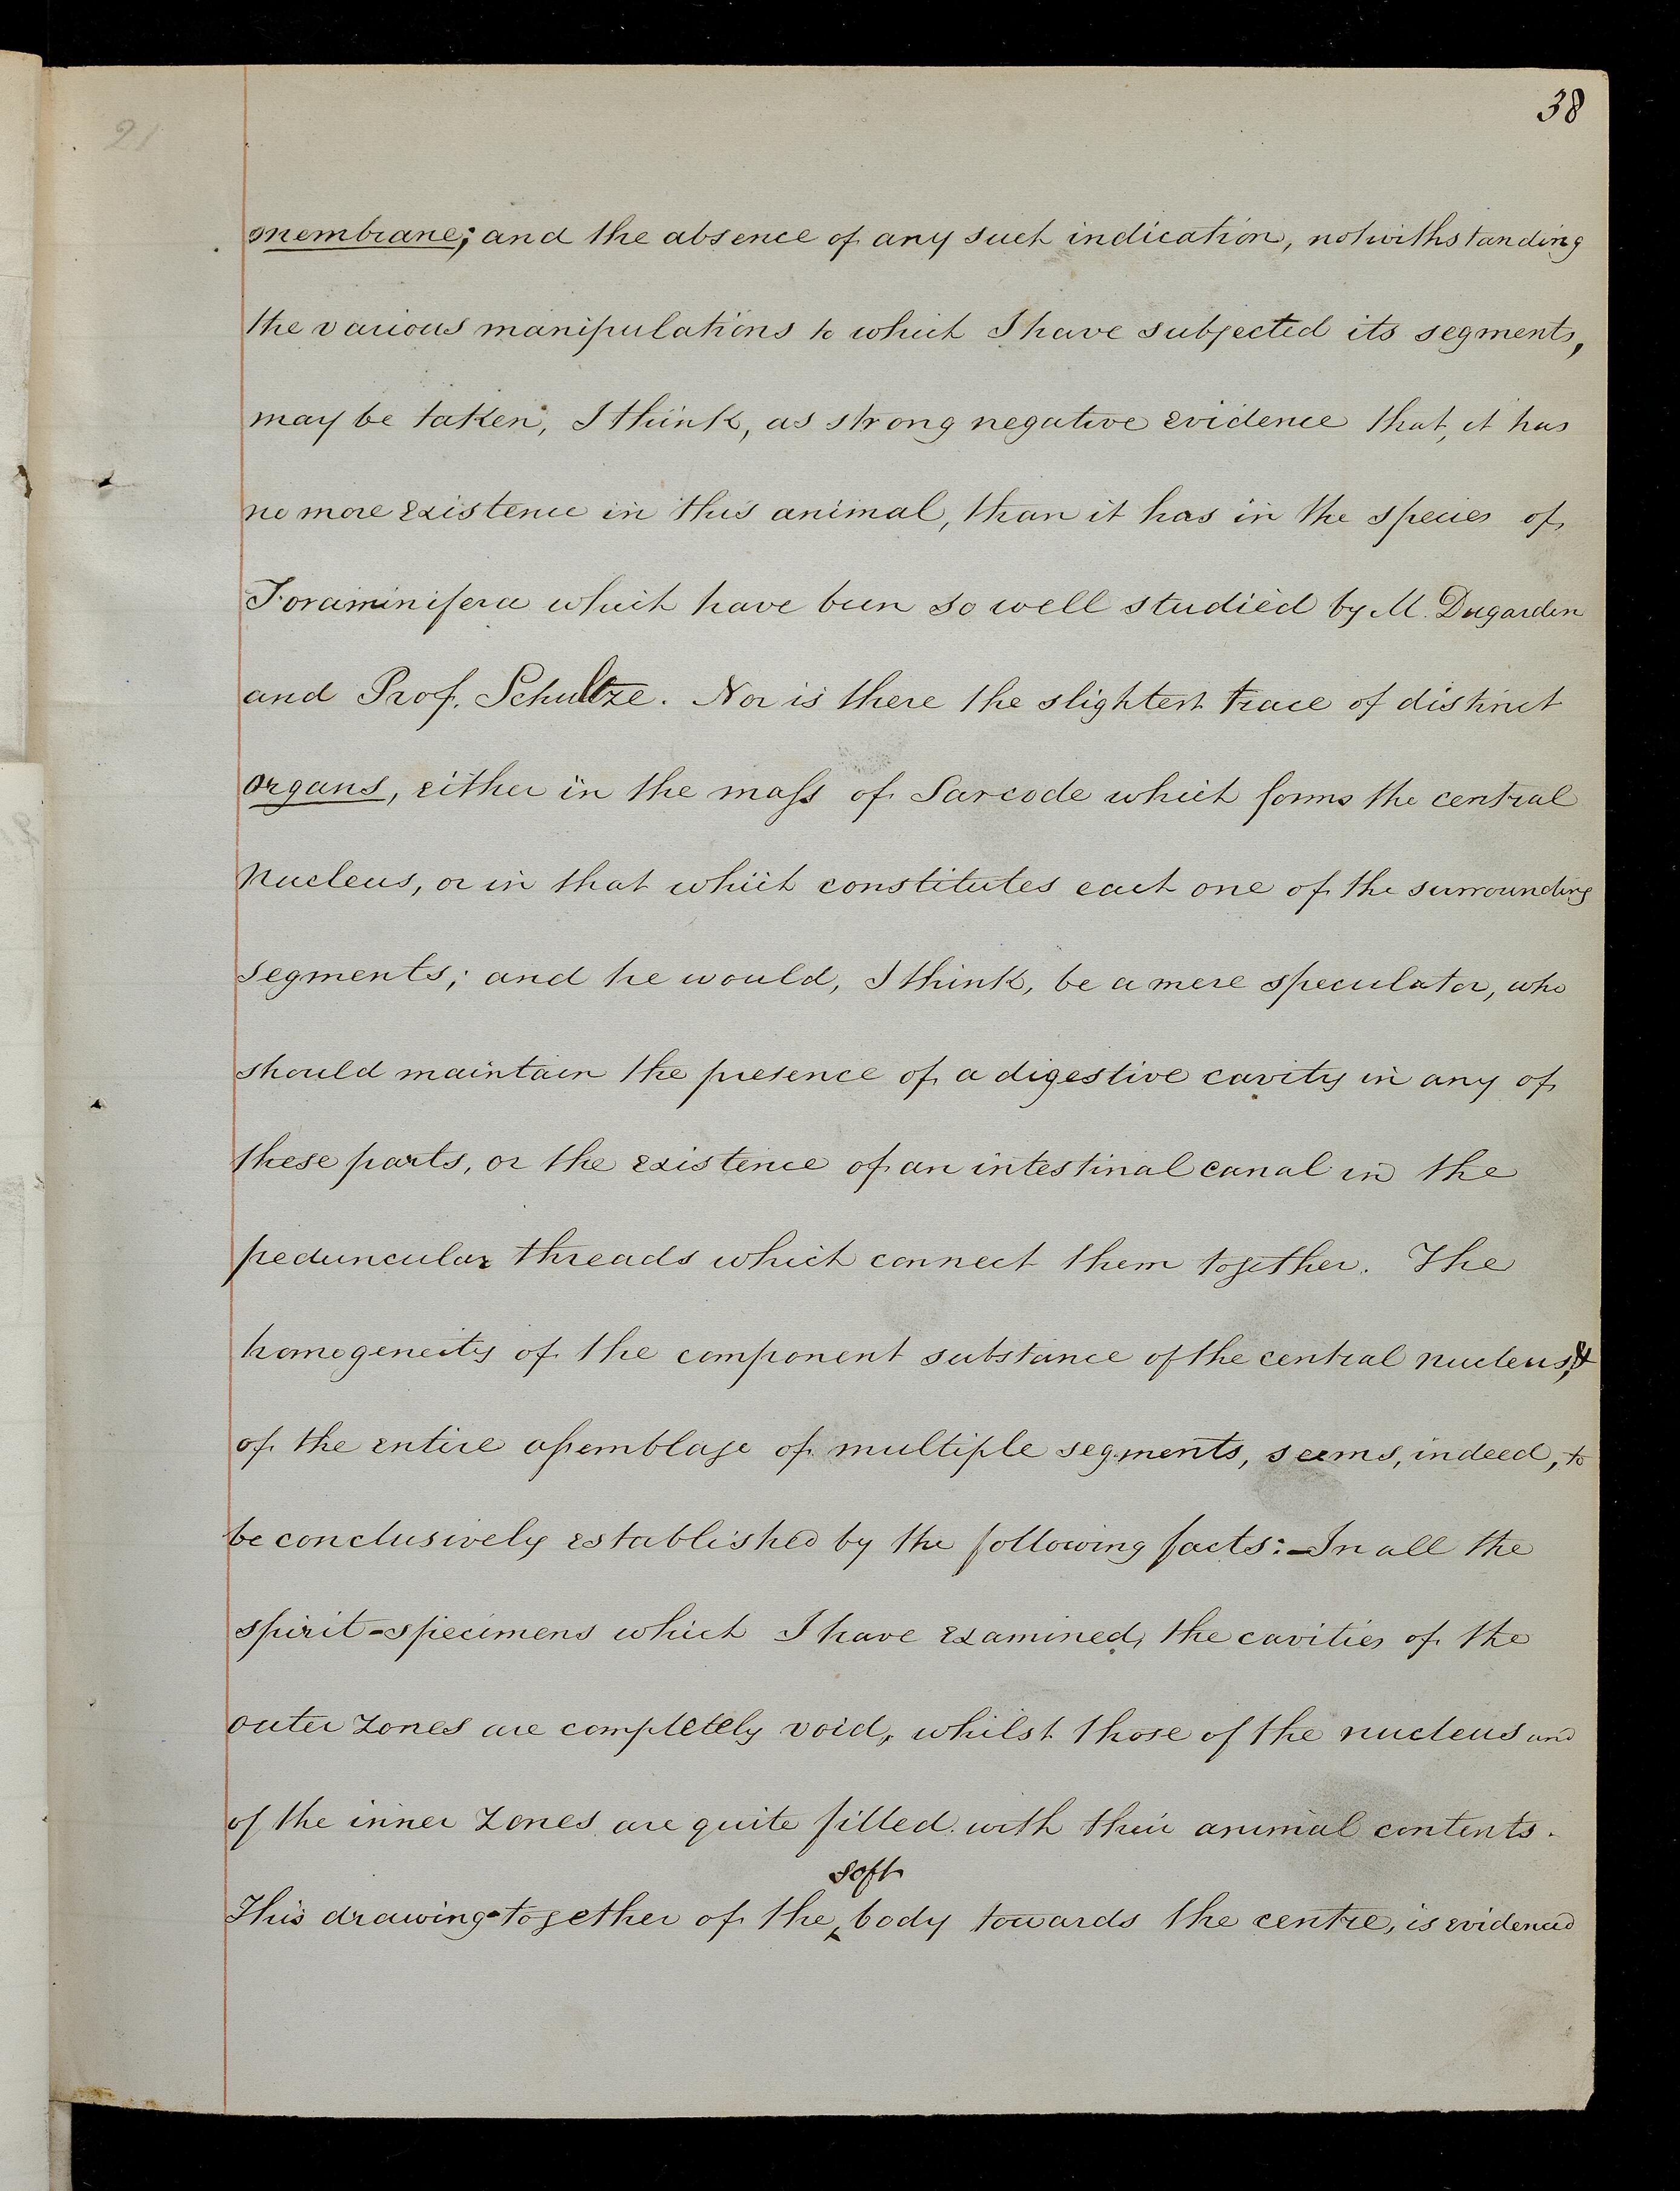 38
21
membrane; and the absence of any such indication, notwithstanding
the various manipulations to which I have subjected its segments,
may be taken, I think, as strong negative evidence that, it has
no more existence in this animal, than it has in the species of
Foraminifera which have been so well studied by M. Dugarden
and Prof. Schultze. Nor is there the slightest trace of distinct
organs, either in the mass of Sarcode which forms the central
nucleus, or in that which constitutes each one of the surrounding
segments; and he would, I think, be a mere speculator, who
should maintain the presence of a digestive cavity in any of
these parts, or the existence of an intestinal canal in the
peduncular threads which connect them together. The
homogeneity of the component substance of the central nucleus, &
of the entire assemblage of multiple segments, seems, indeed, to
be conclusively established by the following facts:—In all the
spirit-specimens which I have examined, the cavities of the
outer zones are completely void, whilst those of the nucleus and
of the inner zones are quite filled with their animal contents.
soft
This drawing-together of the ‸ body towards the centre, is evidenced